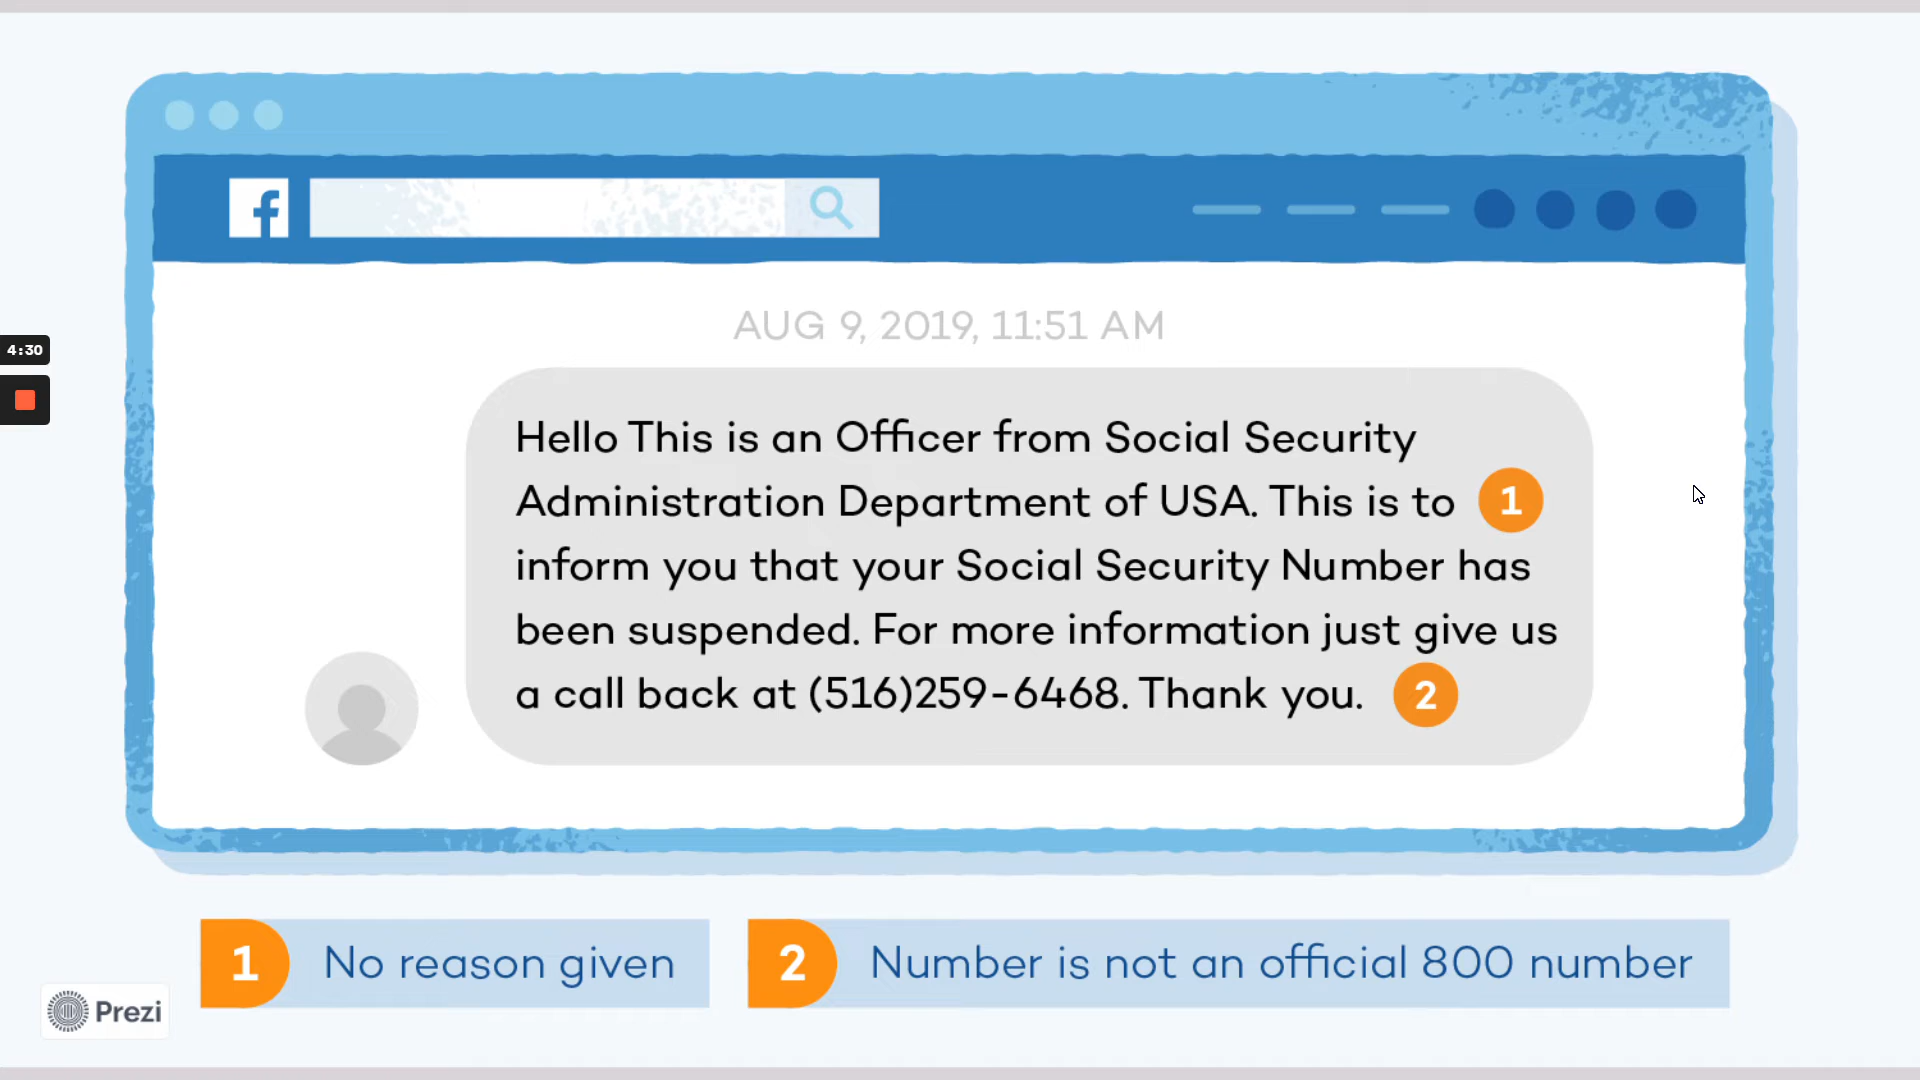 f
AUG 9, 2019, 11:51 AM
4:30
Hello This is an Officer from Social Security
Administration Department of USA. This is to 1
inform you that your Social Security Number has
been suspended. For more information just give us
a call back at (516)259-6468. Thank you. 2
1 No reason given
2 Number is not an official 800 number
Prezi